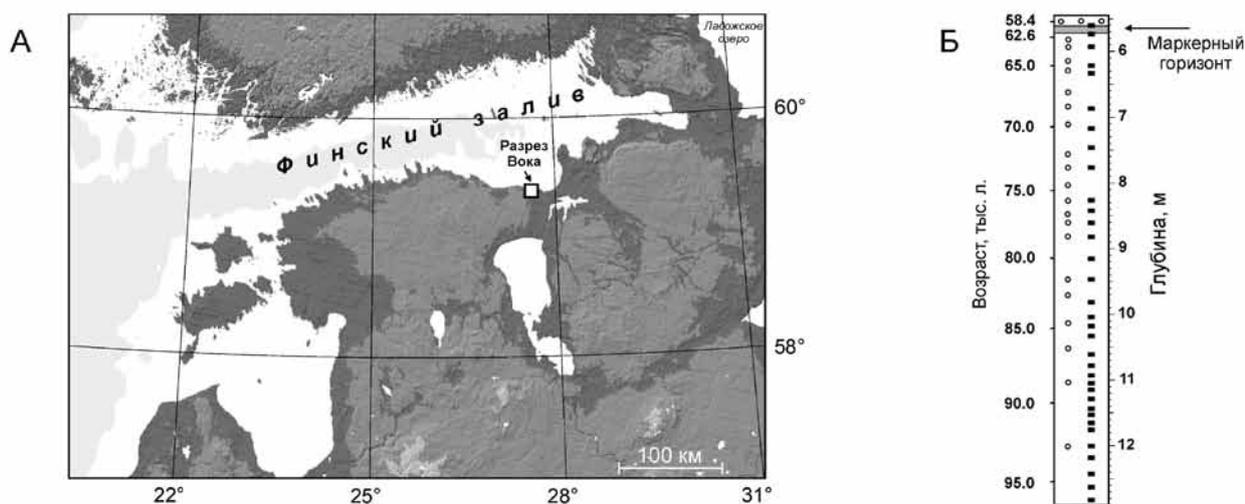 А
Ладожское
озеро
60°
Финский залив
Разрез
Вока
58°
100 км
22°
25°
28°
31°
Б
58.4
62.6
65.0
70.0
75.0
80.0
85.0
90.0
95.0
Возраст, тыс. л.
Маркерный
горизонт
6
7
8
9
10
11
12
Глубина, м